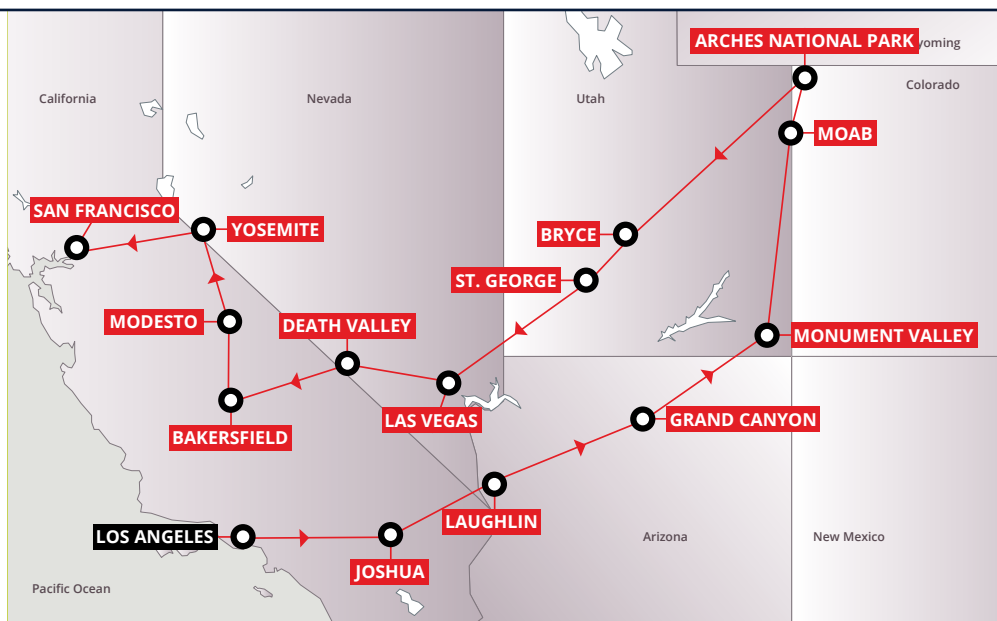 ARCHES NATIONAL PARK
yoming
California
Nevada
Utah
Colorado
MOAB
SAN FRANCISCO
YOSEMITE
BRYCE
ST. GEORGE
MODESTO
DEATH VALLEY
MONUMENT VALLEY
LAS VEGAS
GRAND CANYON
BAKERSFIELD
LAUGHLIN
LOS ANGELES
Arizona
New Mexico
JOSHUA
Pacific Ocean